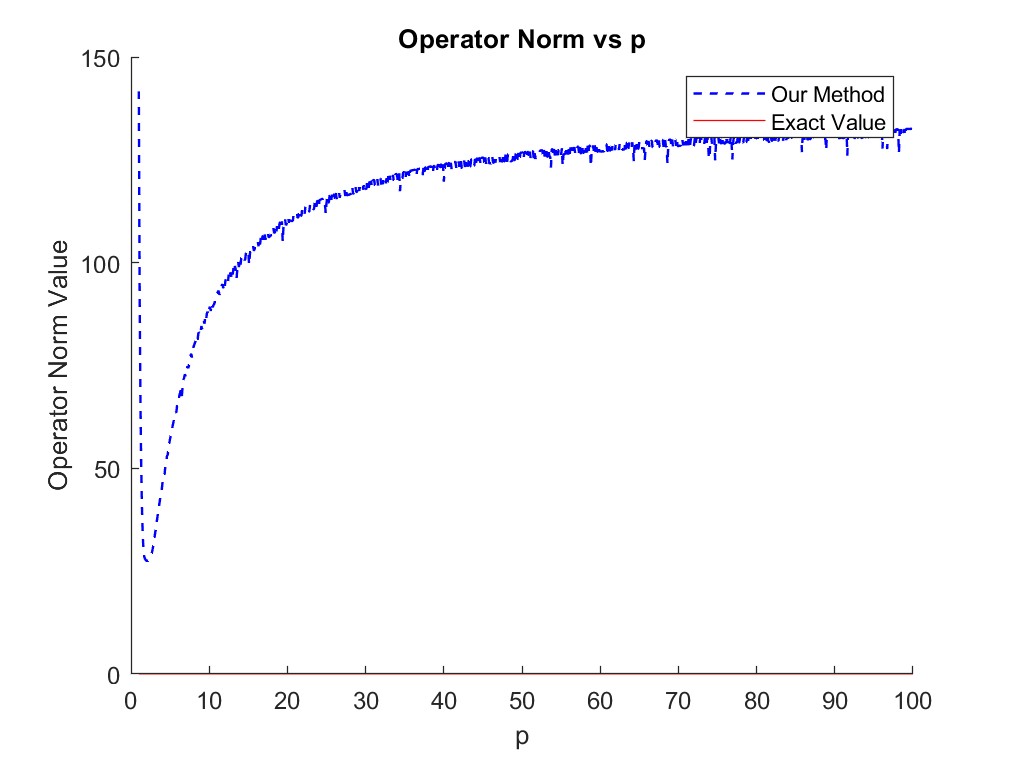 Operator Norm vs p
Our Method
Exact Value
Operator Norm Value
150
100
50
0
0 10 20 30 40 50 60 70 80 90 100
p